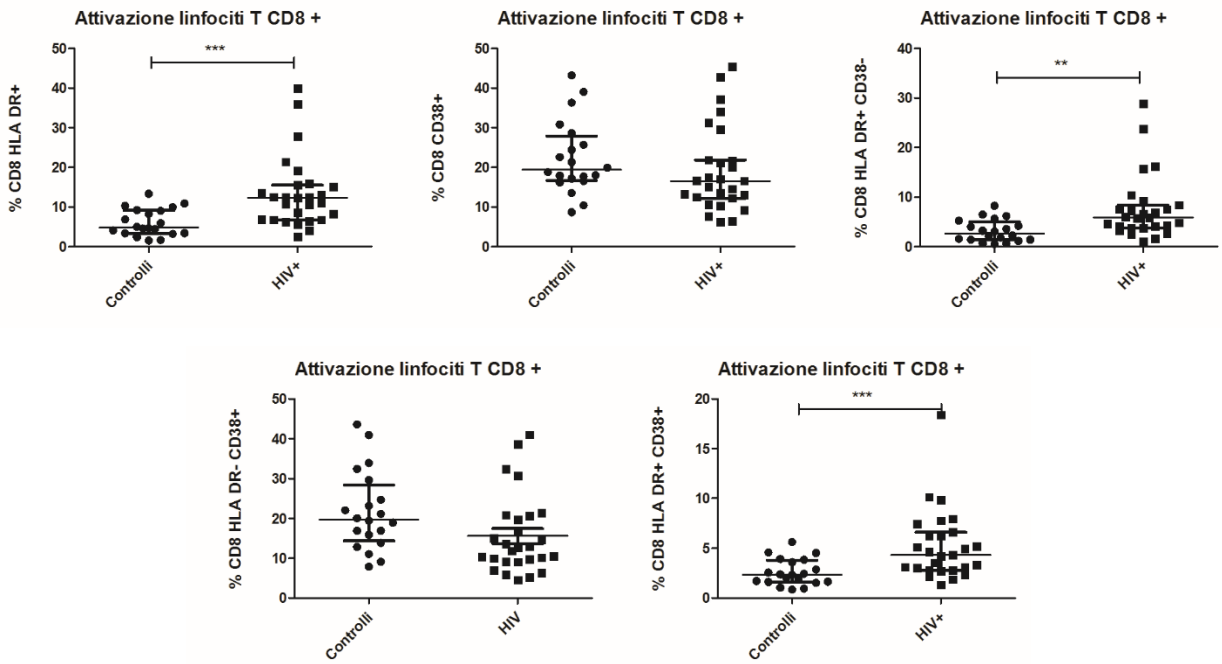 Attivazione linfociti T CD8 +
% CD8 HLA DR+
50
40
30
20
10
0
***
Controlli
HIV+
Attivazione linfociti T CD8 +
% CD8 CD38+
50
40
30
20
10
0
Controlli
HIV+
Attivazione linfociti T CD8 +
% CD8 HLA DR+ CD38-
40
30
20
10
0
**
Controlli
HIV+
Attivazione linfociti T CD8 +
% CD8 HLA DR- CD38+
50
40
30
20
10
0
Controlli
HIV
Attivazione linfociti T CD8 +
% CD8 HLA DR+ CD38+
20
15
10
5
0
***
Controlli
HIV+